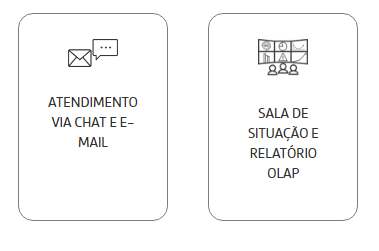 ATENDIMENTO
VIA CHAT E E-
MAIL
SALA DE
SITUAÇÃO E
RELATÓRIO
OLAP